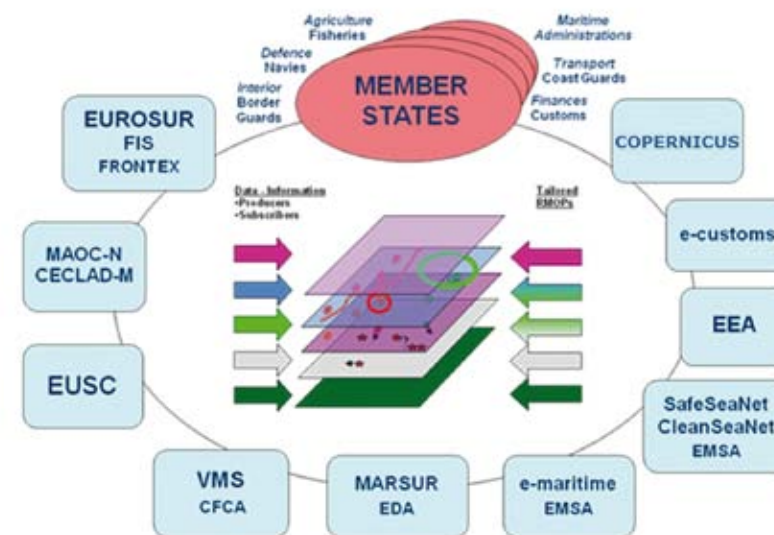 Agriculture
Fisheries
Defence
Navies
Interior
Border
Guards
MEMBER
STATES
Maritime
Administrations
Transport
Coast Guards
Finances
Customs
EUROSUR
FIS
FRONTEX
COPERNICUS
Data - Information
•Producers
•Subscribers
Tailored
RMOPs
MAOC-N
CECLAD-M
e-customs
EEA
EUSC
SafeSeaNet
CleanSeaNet
EMSA
VMS
CFCA
MARSUR
EDA
e-maritime
EMSA